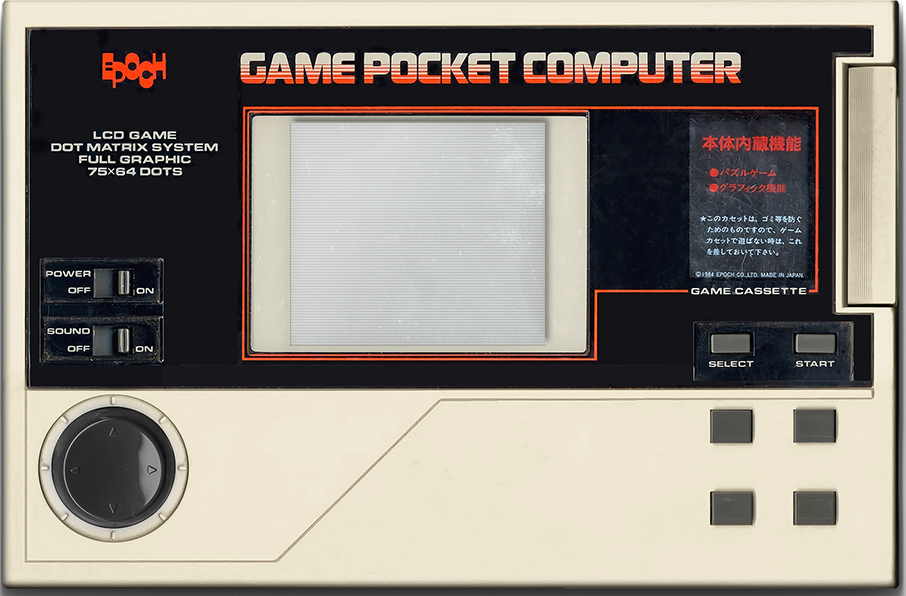 EPOCH
GAME POCKET COMPUTER
LCD GAME
DOT MATRIX SYSTEM
FULL GRAPHIC
75×64 DOTS
本体内蔵機能
●パズルゲーム
●グラフィック機能
★このカセットは、ゴミ等を防ぐ
ためのものですので、ゲーム
カセットで遊ばない時は、これ
を差しておいて下さい。
©1984 EPOCH CO.,LTD. MADE IN JAPAN.
GAME CASSETTE
POWER
OFF ON
SOUND
OFF ON
SELECT START